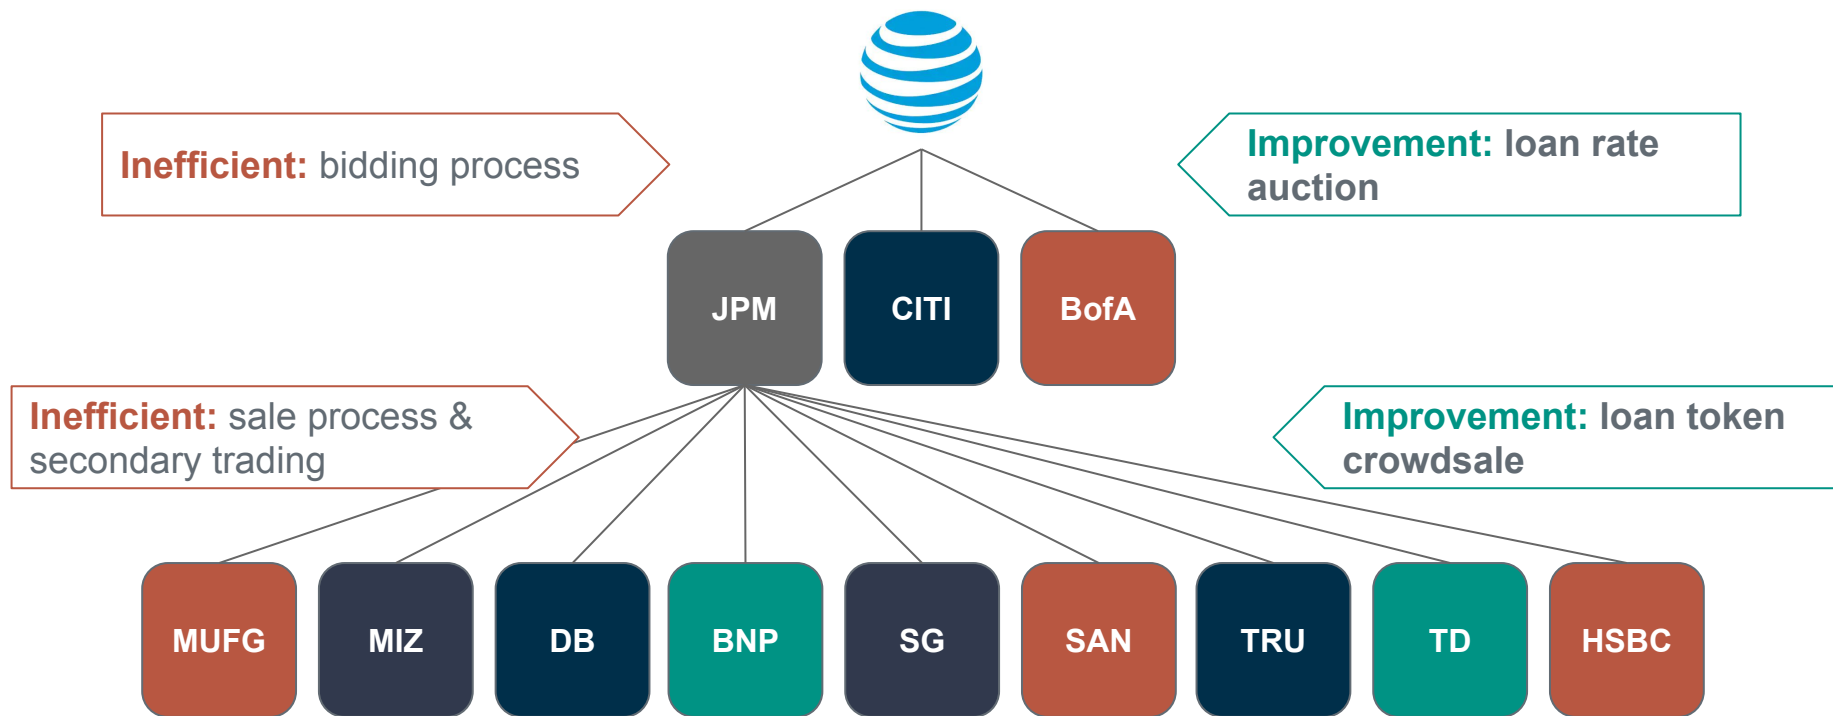 Inefficient: bidding process
Improvement: loan rate
auction
JPM
CITI
BofA
Inefficient: sale process &
secondary trading
Improvement: loan token
crowdsale
MUFG
MIZ
DB
BNP
SG
SAN
TRU
TD
HSBC